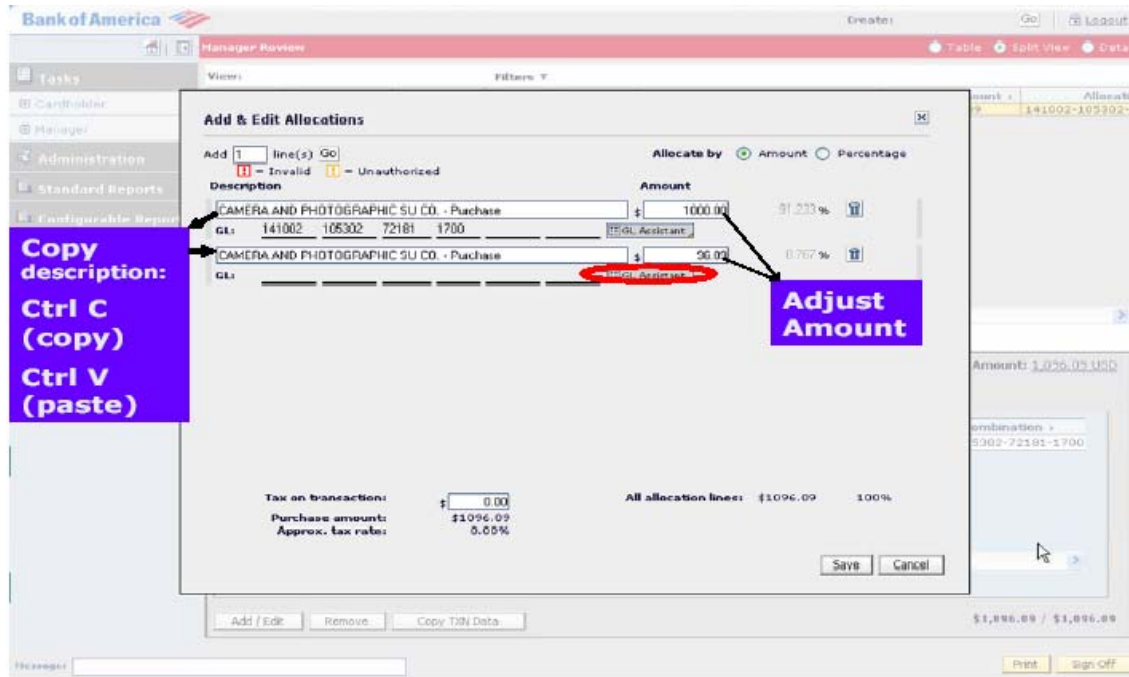 Bank of America
Create:
Go
Logout
Manager Review
Table
Split View
Data
Tasks
View:
Filters
Cardholder
Manager
Administration
Standard Reports
Configurable Report
Allocat
141002-105302-
Add & Edit Allocations
Add 1 line(s) Go
Allocate by Amount Percentage
! = Invalid ! = Unauthorized
Description
Amount
CAMERA AND PHOTOGRAPHIC SU CO. - Purchase
$ 1000.00
91.233 %
GL: 141002 105302 72181 1700
GL Assistant
CAMERA AND PHOTOGRAPHIC SU CO. - Purchase
$ 96.09
8.767 %
GL:
GL Assistant
Copy
description:
Ctrl C
(copy)
Ctrl V
(paste)
Adjust
Amount
Amount: 1,096.09 USD
ombination
5302-72181-1700
Tax on transaction: $ 0.00
Purchase amount: $1096.09
Approx. tax rate: 0.00%
All allocation lines: $1096.09 100%
Save
Cancel
Add / Edit
Remove
Copy TXN Data
$1,096.09 / $1,096.09
Messages
Print
Sign Off